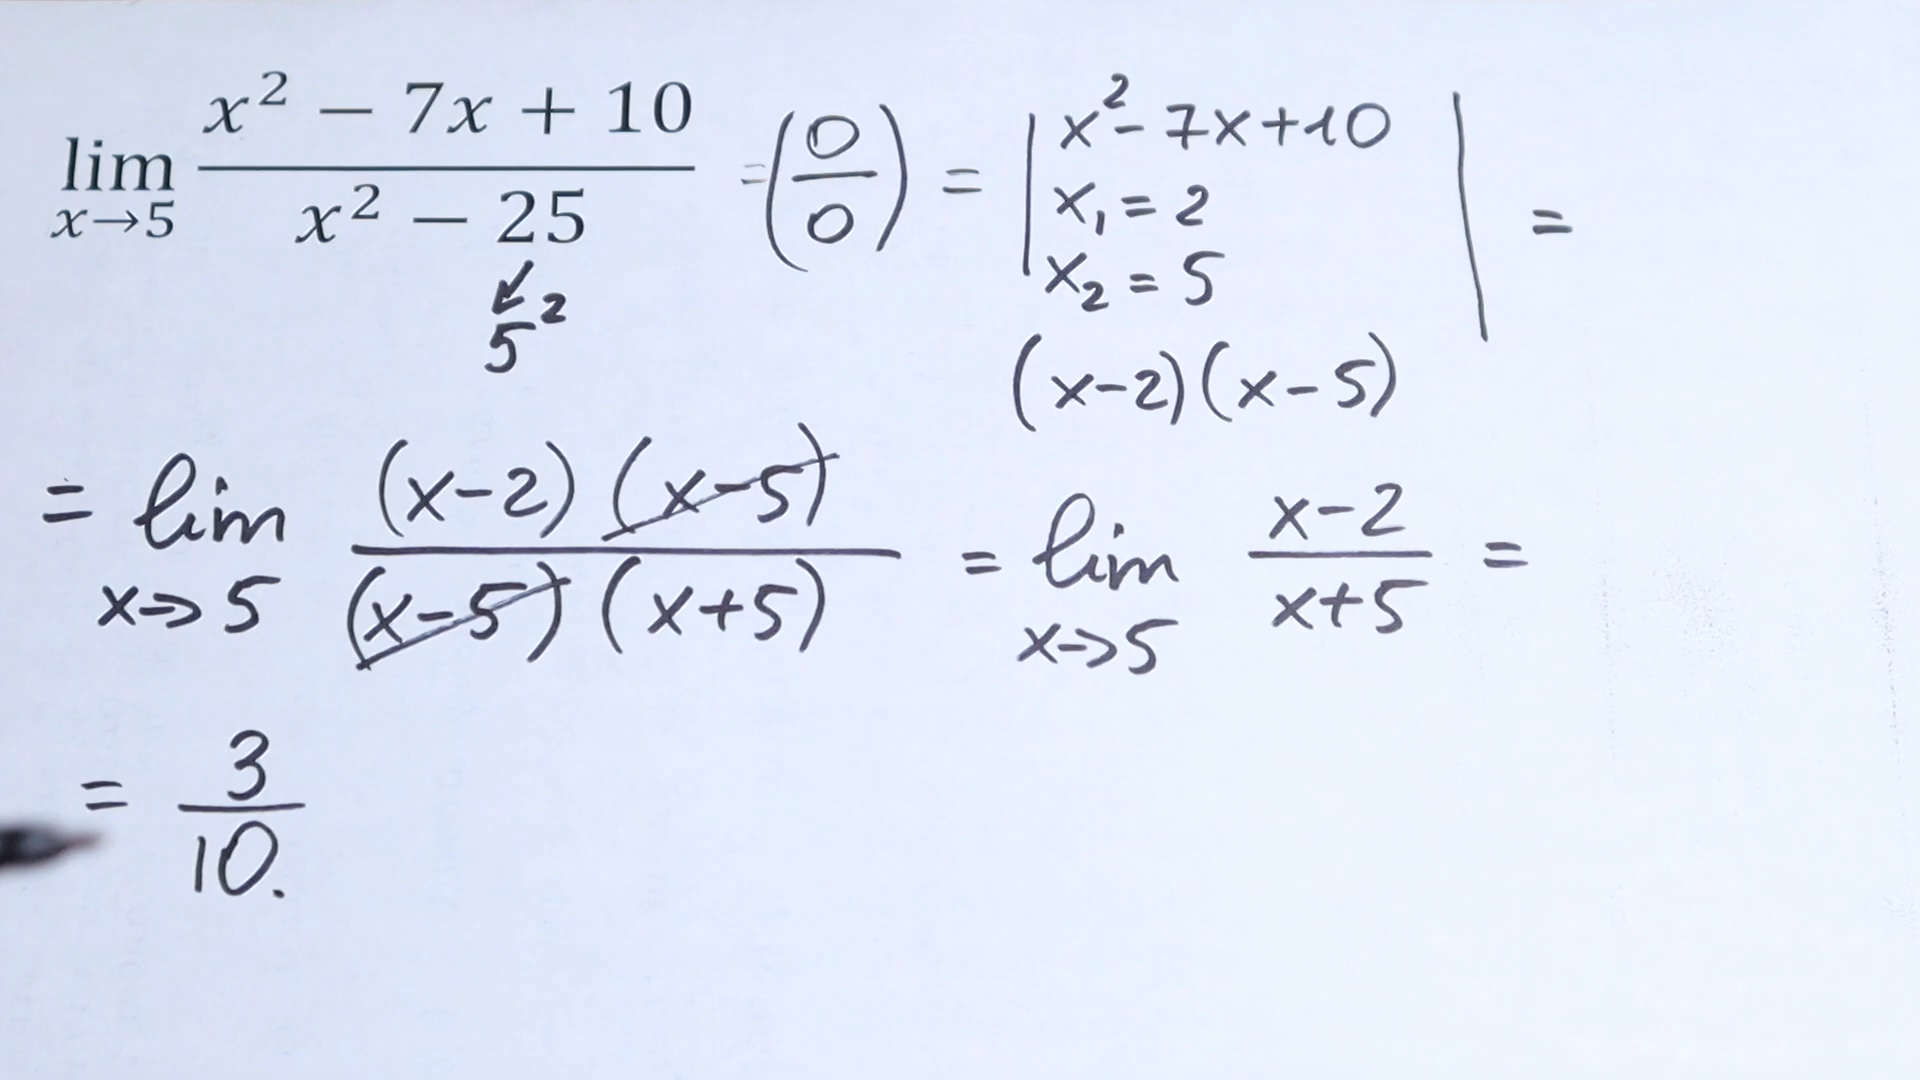 lim x→5 (x² − 7x + 10)/(x² − 25) = (0/0) = | x² - 7x + 10 | =
x₁ = 2
x₂ = 5
↙
5²
(x-2)(x-5)
= lim x→5 ((x-2)(x-5))/((x-5)(x+5)) = lim x→5 (x-2)/(x+5) =
= 3/10.